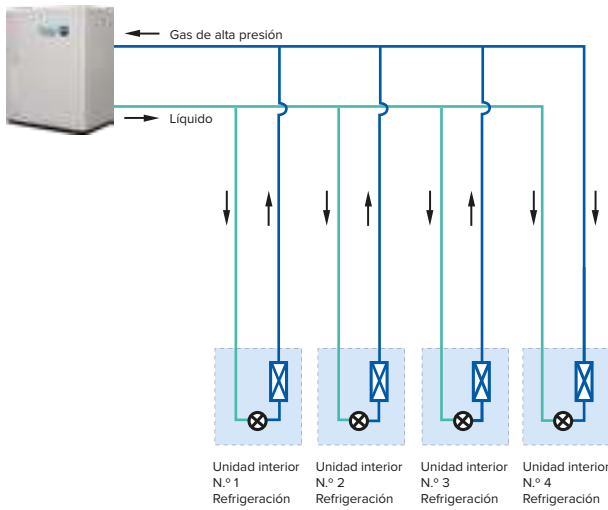 Gas de alta presión
Líquido
Unidad interior
N.º 1
Refrigeración
Unidad interior
N.º 2
Refrigeración
Unidad interior
N.º 3
Refrigeración
Unidad interior
N.º 4
Refrigeración